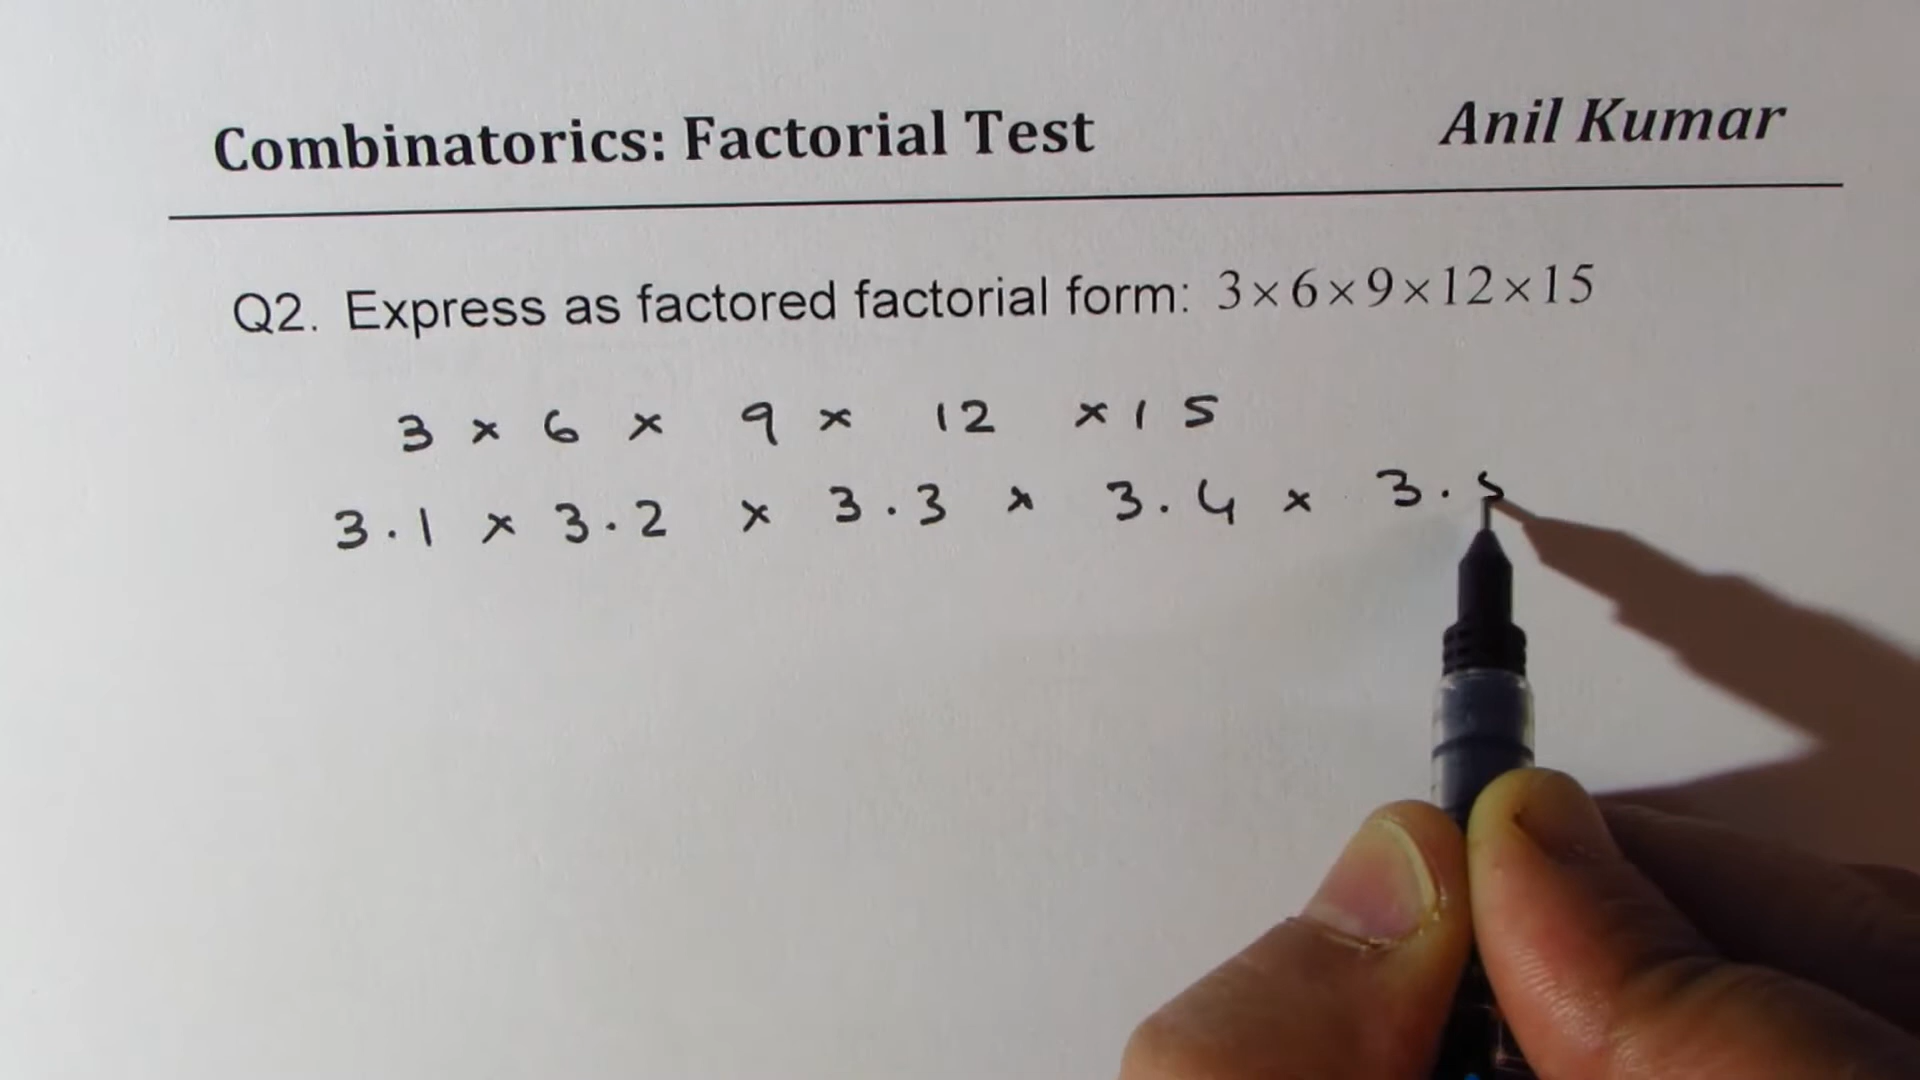 Combinatorics: Factorial Test Anil Kumar
Q2. Express as factored factorial form: 3×6×9×12×15
3 × 6 × 9 × 12 × 15
3.1 × 3.2 × 3.3 × 3.4 × 3.5